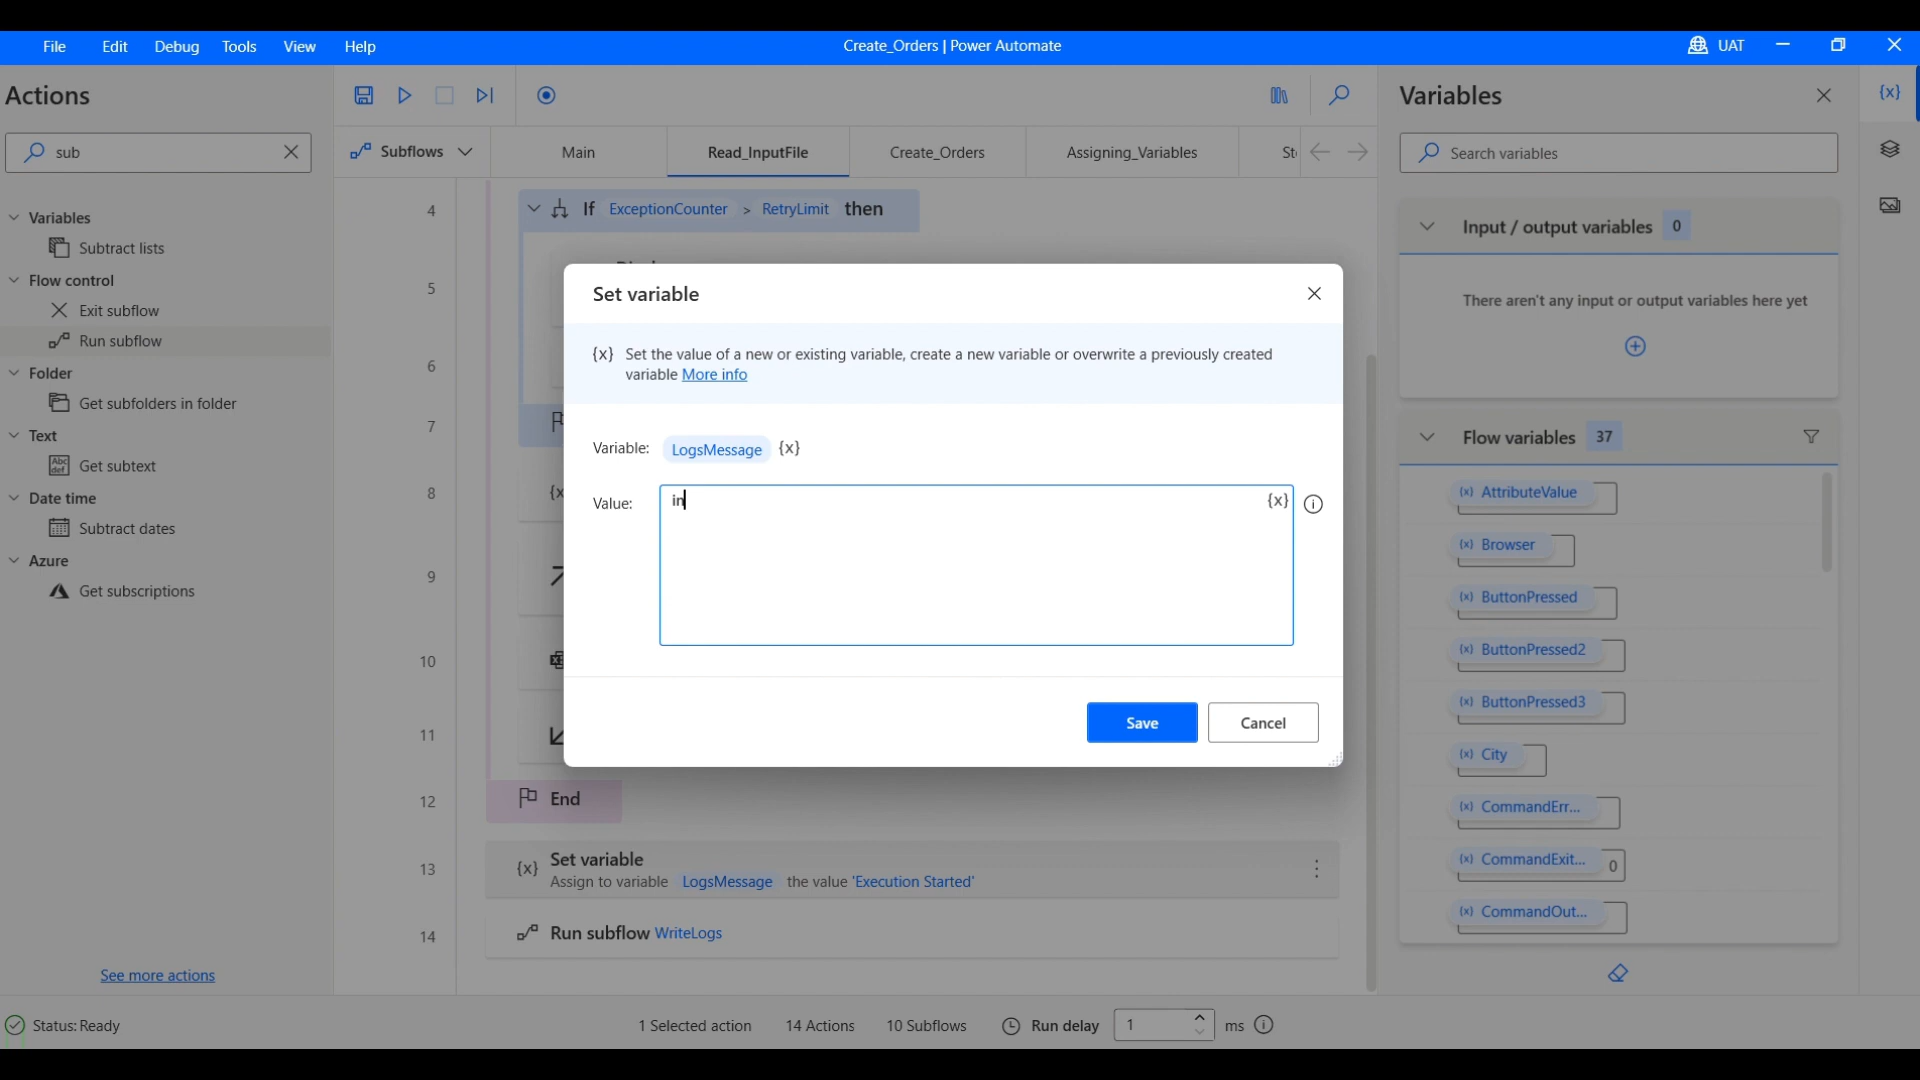 File Edit Debug Tools View Help
Create_Orders | Power Automate
UAT
Actions
sub
Variables
Subtract lists
Flow control
Exit subflow
Run subflow
Folder
Get subfolders in folder
Text
Get subtext
Date time
Subtract dates
Azure
Get subscriptions
See more actions
Subflows
Main
Read_InputFile
Create_Orders
Assigning_Variables
4
If ExceptionCounter > RetryLimit then
5
6
7
8
9
10
11
12
End
13
Set variable
Assign to variable LogsMessage the value 'Execution Started'
14
Run subflow WriteLogs
Set variable
{x} Set the value of a new or existing variable, create a new variable or overwrite a previously created
variable More info
Variable: LogsMessage {x}
Value: in {x}
Save
Cancel
Variables
{x}
Search variables
Input / output variables 0
There aren't any input or output variables here yet
Flow variables 37
(x) AttributeValue
(x) Browser
(x) ButtonPressed
(x) ButtonPressed2
(x) ButtonPressed3
(x) City
(x) CommandErr...
(x) CommandExit... 0
(x) CommandOut...
Status: Ready
1 Selected action
14 Actions
10 Subflows
Run delay 1 ms